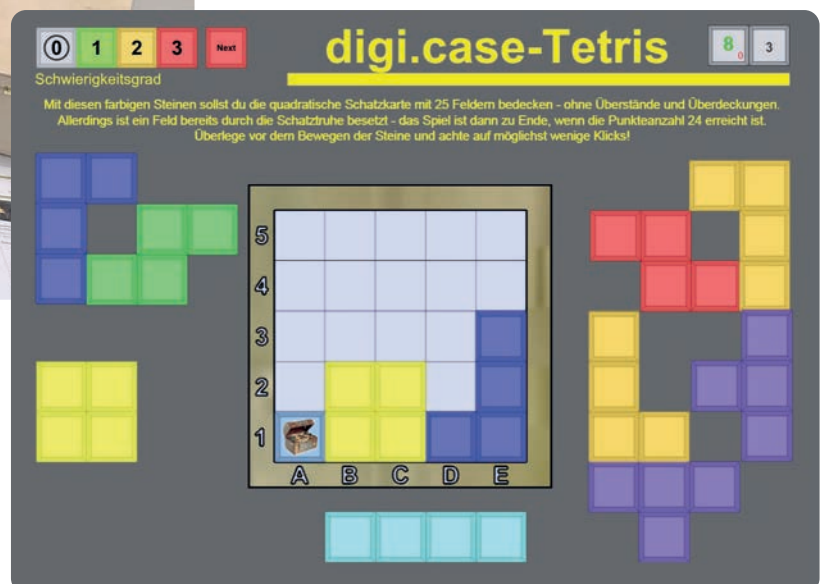 0 1 2 3 Next
digi.case-Tetris
8 0 3
Schwierigkeitsgrad
Mit diesen farbigen Steinen sollst du die quadratische Schatzkarte mit 25 Feldern bedecken - ohne Überstände und Überdeckungen.
Allerdings ist ein Feld bereits durch die Schatztruhe besetzt - das Spiel ist dann zu Ende, wenn die Punkteanzahl 24 erreicht ist.
Überlege vor dem Bewegen der Steine und achte auf möglichst wenige Klicks!
5
4
3
2
1
A B C D E